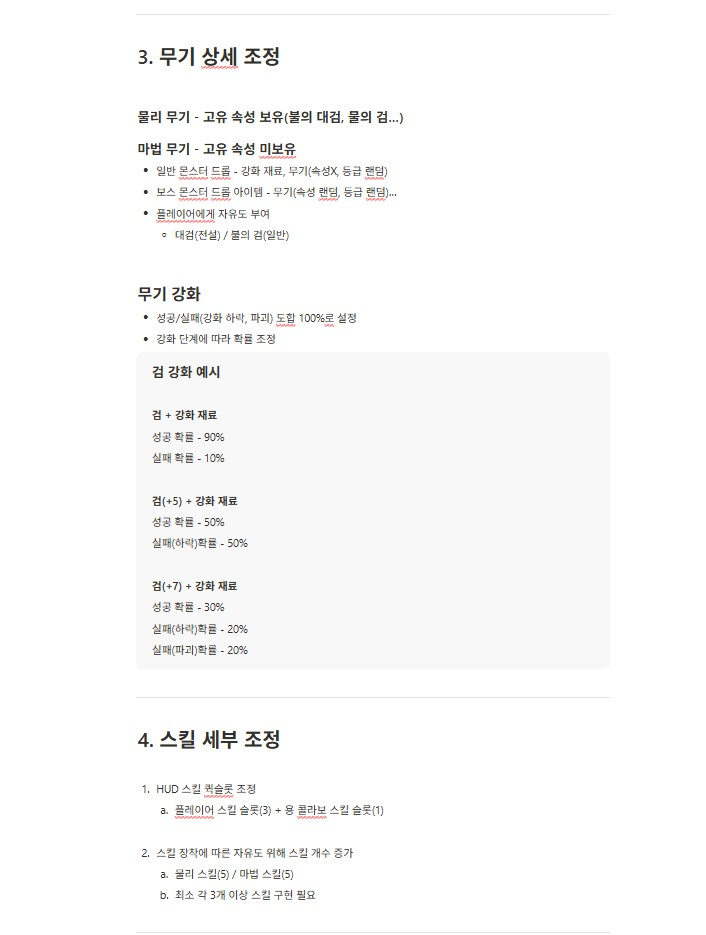 3. 무기 상세 조정
물리 무기 - 고유 속성 보유(불의 대검, 물의 검...)
마법 무기 - 고유 속성 미보유
• 일반 몬스터 드롭 - 강화 재료, 무기(속성X, 등급 랜덤)
• 보스 몬스터 드롭 아이템 - 무기(속성 랜덤, 등급 랜덤)...
• 플레이어에게 자유도 부여
◦ 대검(전설) / 불의 검(일반)
무기 강화
• 성공/실패(강화 하락, 파괴) 도합 100%로 설정
• 강화 단계에 따라 확률 조정
검 강화 예시
검 + 강화 재료
성공 확률 - 90%
실패 확률 - 10%
검(+5) + 강화 재료
성공 확률 - 50%
실패(하락)확률 - 50%
검(+7) + 강화 재료
성공 확률 - 30%
실패(하락)확률 - 20%
실패(파괴)확률 - 20%
4. 스킬 세부 조정
1. HUD 스킬 퀵슬롯 조정
a. 플레이어 스킬 슬롯(3) + 용 콜라보 스킬 슬롯(1)
2. 스킬 장착에 따른 자유도 위해 스킬 개수 증가
a. 물리 스킬(5) / 마법 스킬(5)
b. 최소 각 3개 이상 스킬 구현 필요